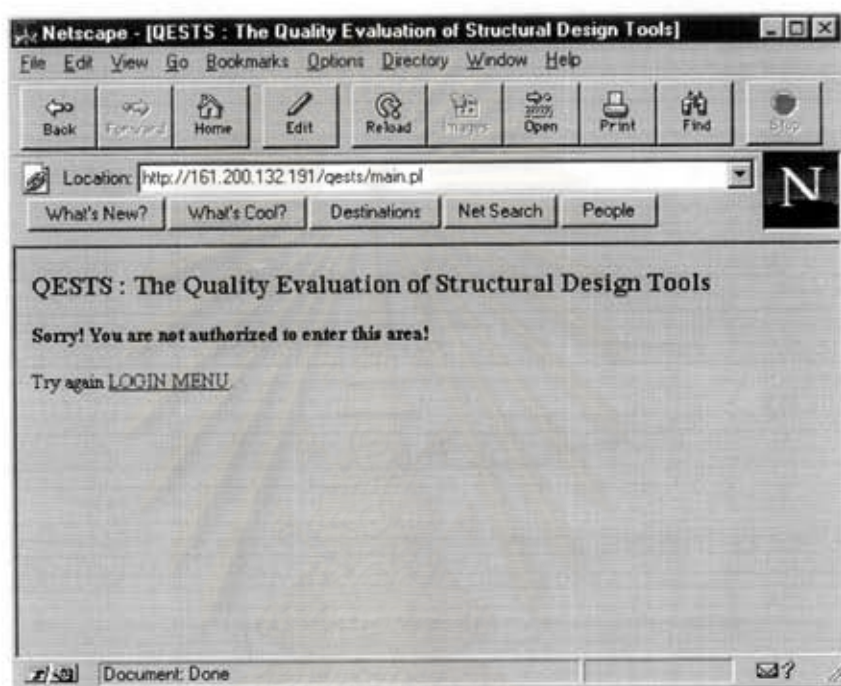 Netscape - [QESTS : The Quality Evaluation of Structural Design Tools]
File Edit View Go Bookmarks Options Directory Window Help
Back Forward Home Edit Reload Images Open Print Find Stop
Location: http://161.200.132.191/qests/main.pl
N
What's New? What's Cool? Destinations Net Search People
QESTS : The Quality Evaluation of Structural Design Tools
Sorry! You are not authorized to enter this area!
Try again LOGIN MENU
Document: Done